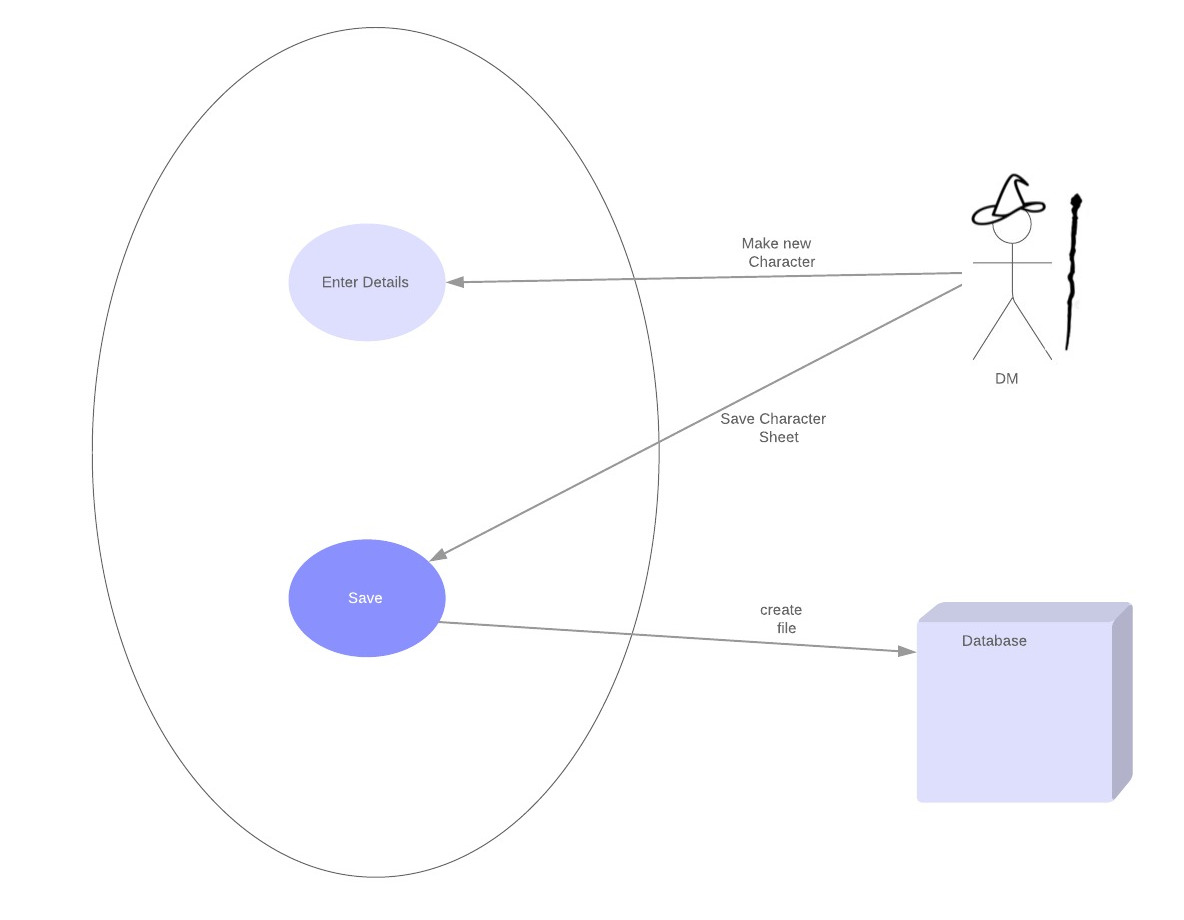 Make new
Character
Enter Details
DM
Save Character
Sheet
Save
create
file
Database